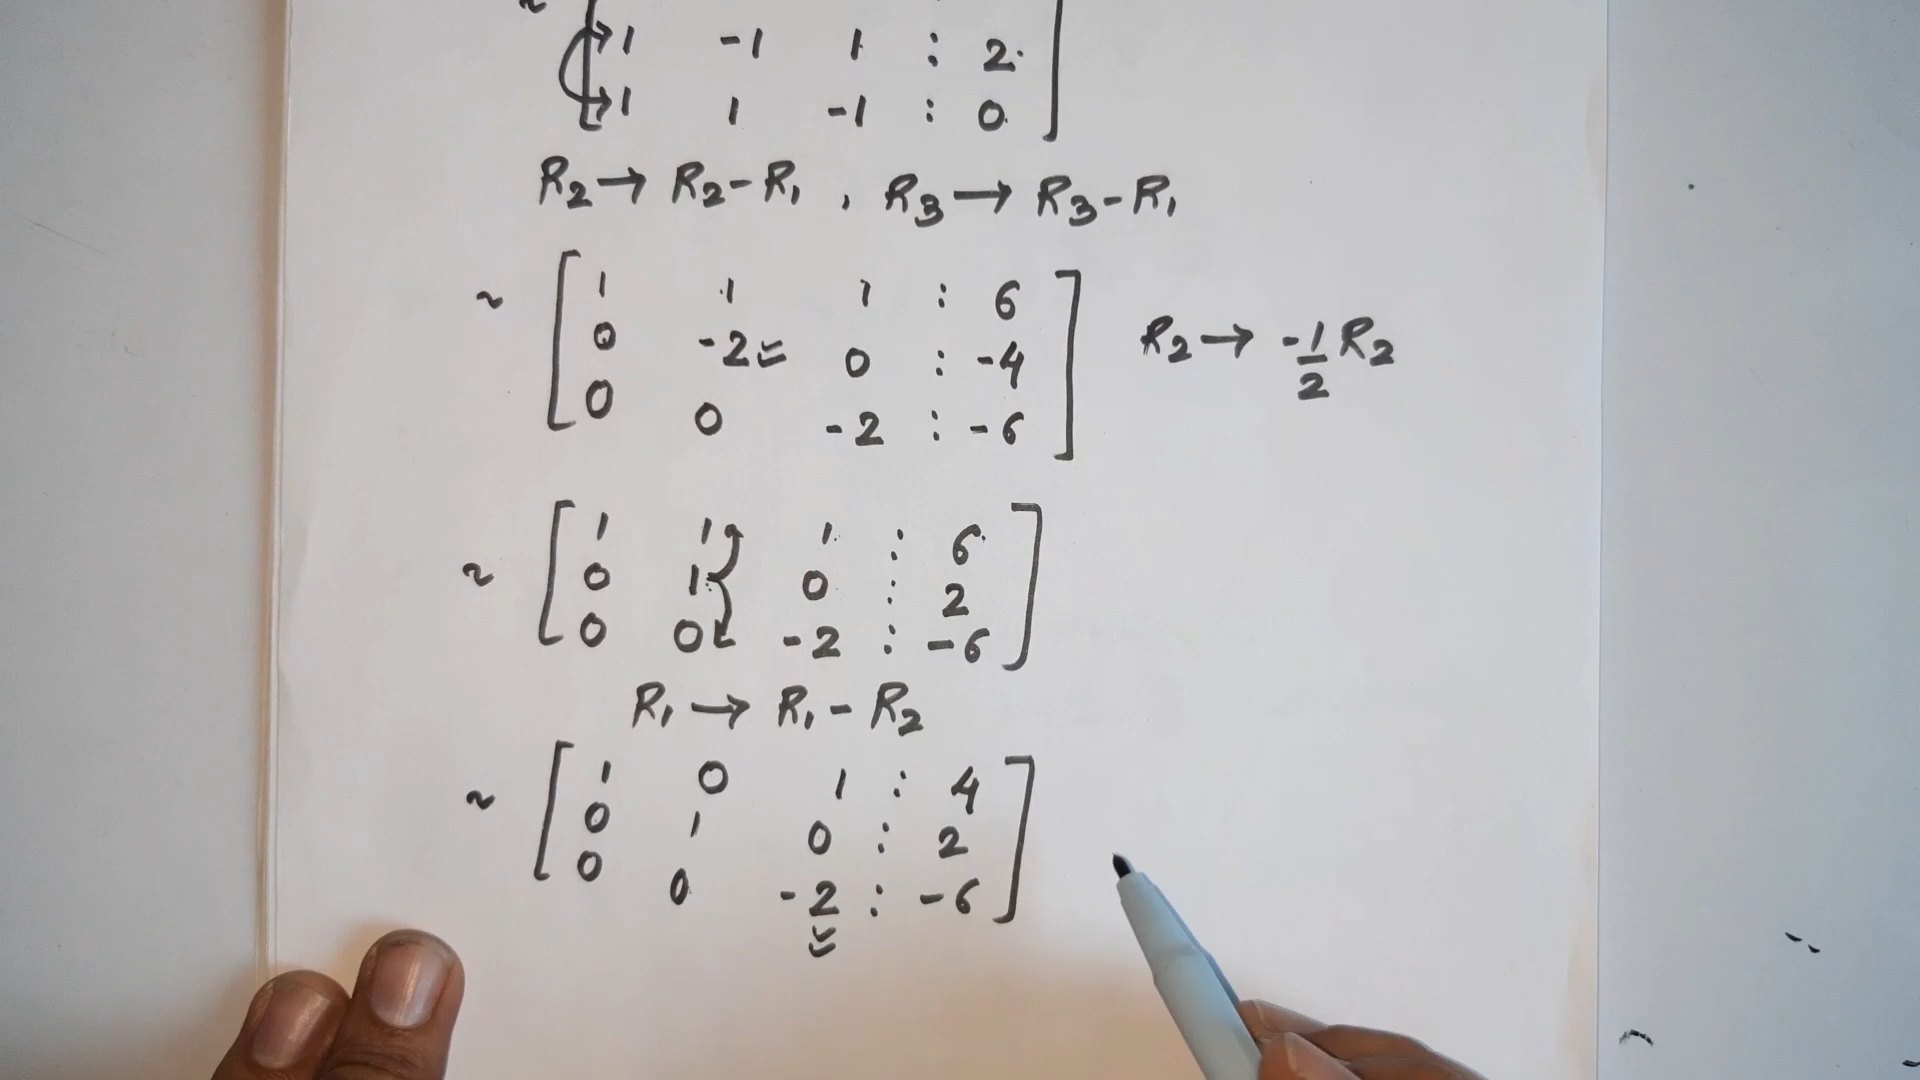 ~
1 -1 1 : 2
1 1 -1 : 0
R₂ → R₂ - R₁ , R₃ → R₃ - R₁
~ [ 1 1 1 : 6
0 -2 0 : -4
0 0 -2 : -6 ]
R₂ → -1/2 R₂
~ [ 1 1 1 : 6
0 1 0 : 2
0 0 -2 : -6 ]
R₁ → R₁ - R₂
~ [ 1 0 1 : 4
0 1 0 : 2
0 0 -2 : -6 ]